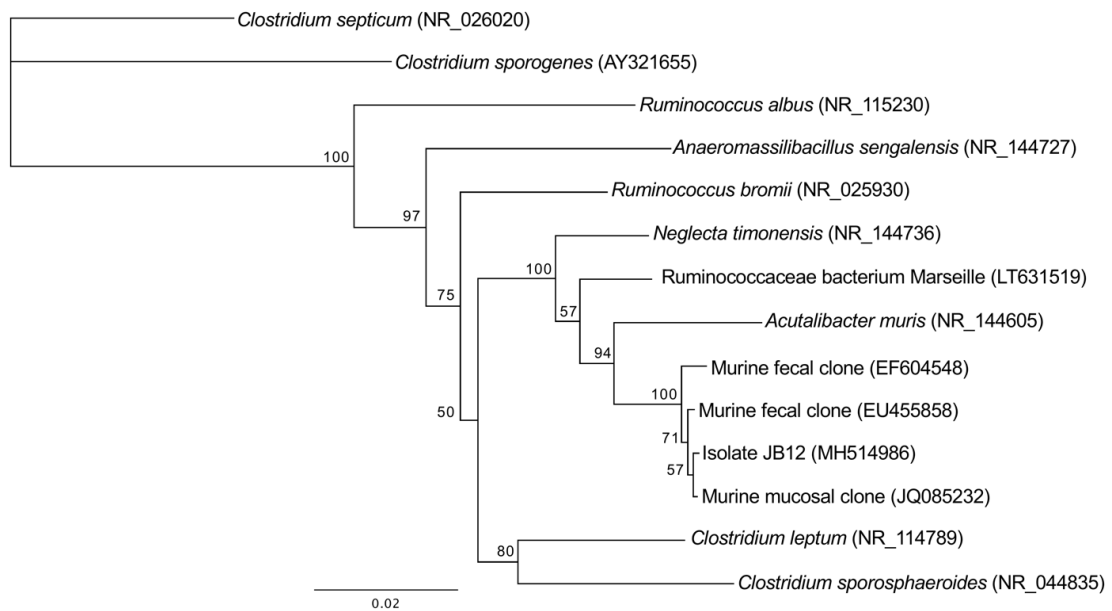 Clostridium septicum (NR_026020)
Clostridium sporogenes (AY321655)
Ruminococcus albus (NR_115230)
Anaeromassilibacillus sengalensis (NR_144727)
100
Ruminococcus bromii (NR_025930)
97
Neglecta timonensis (NR_144736)
100
Ruminococcaceae bacterium Marseille (LT631519)
75
57
Acutalibacter muris (NR_144605)
94
Murine fecal clone (EF604548)
100
50
Murine fecal clone (EU455858)
71
Isolate JB12 (MH514986)
57
Murine mucosal clone (JQ085232)
Clostridium leptum (NR_114789)
80
Clostridium sporosphaeroides (NR_044835)
0.02